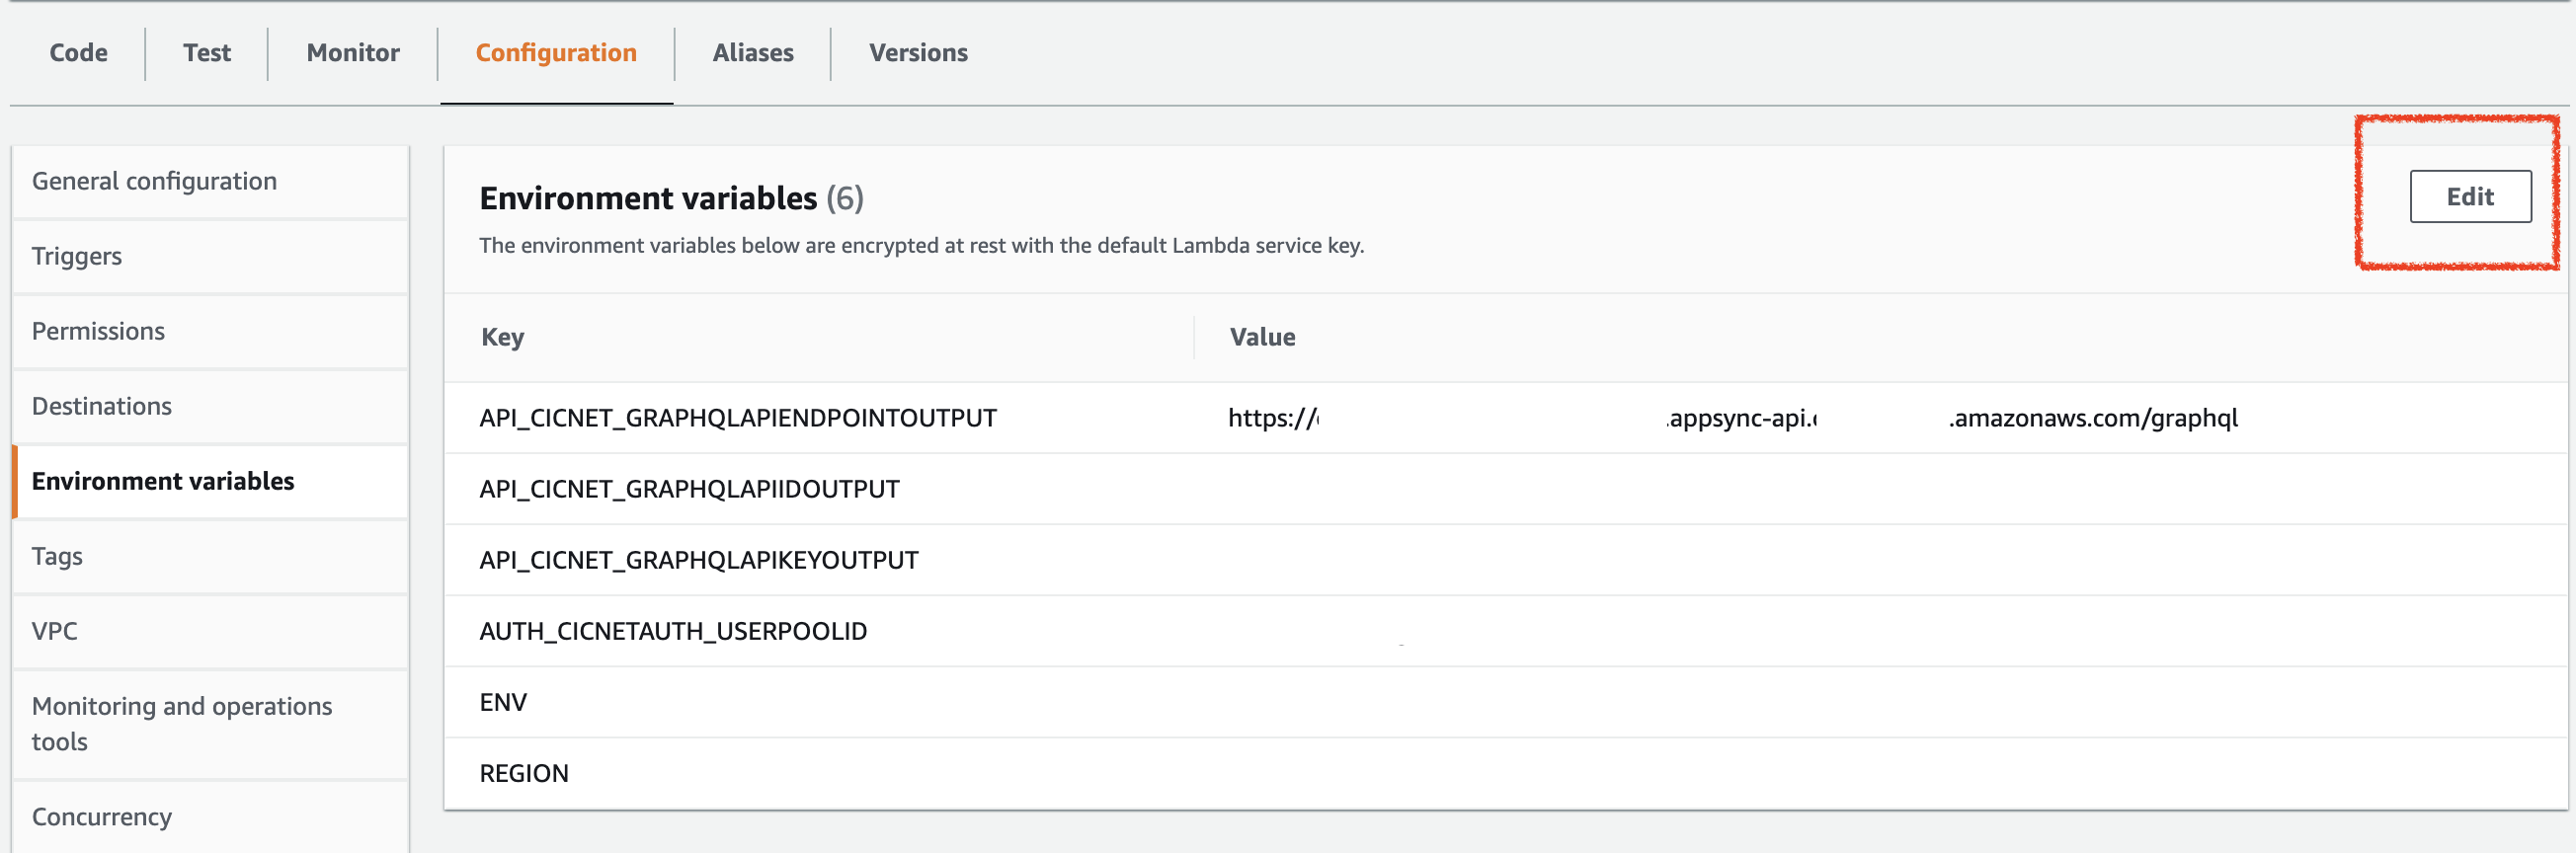 Code
Test
Monitor
Configuration
Aliases
Versions
General configuration
Triggers
Permissions
Destinations
Environment variables
Tags
VPC
Monitoring and operations
tools
Concurrency
Environment variables (6)
Edit
The environment variables below are encrypted at rest with the default Lambda service key.
Key
Value
API_CICNET_GRAPHQLAPIENDPOINTOUTPUT
https:// .appsync-api. .amazonaws.com/graphql
API_CICNET_GRAPHQLAPIIDOUTPUT
API_CICNET_GRAPHQLAPIKEYOUTPUT
AUTH_CICNETAUTH_USERPOOLID
ENV
REGION